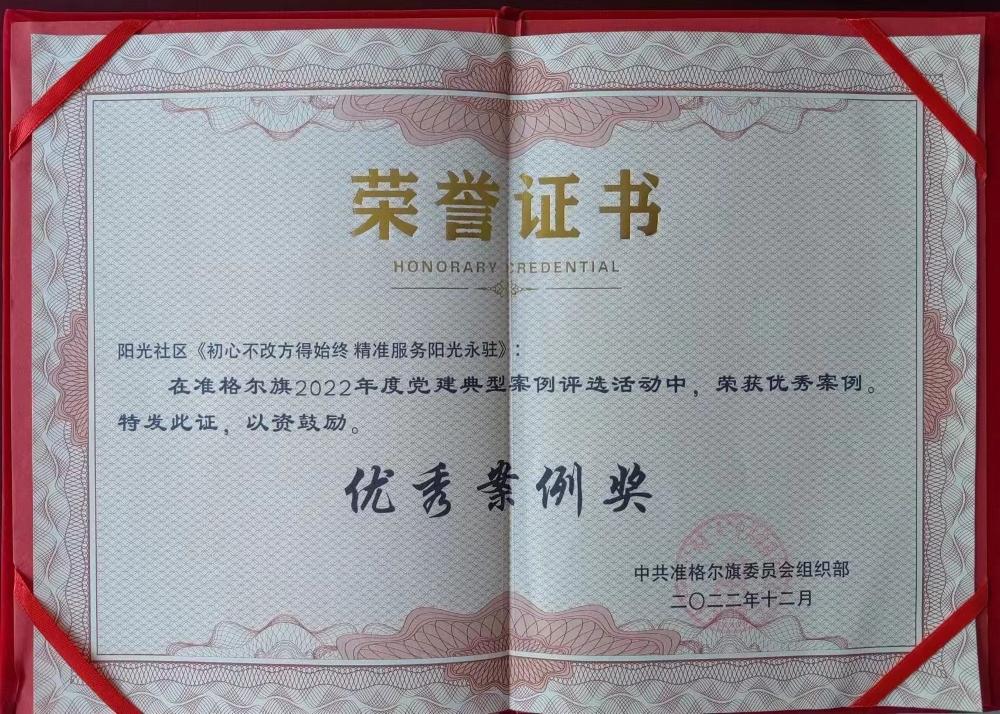 荣誉证书
HONORARY CREDENTIAL
阳光社区《初心不改方得始终 精准服务阳光永驻》：
在准格尔旗2022年度党建典型案例评选活动中，荣获优秀案例。
特发此证，以资鼓励。
优秀案例奖
中共准格尔旗委员会组织部
二〇二二年十二月